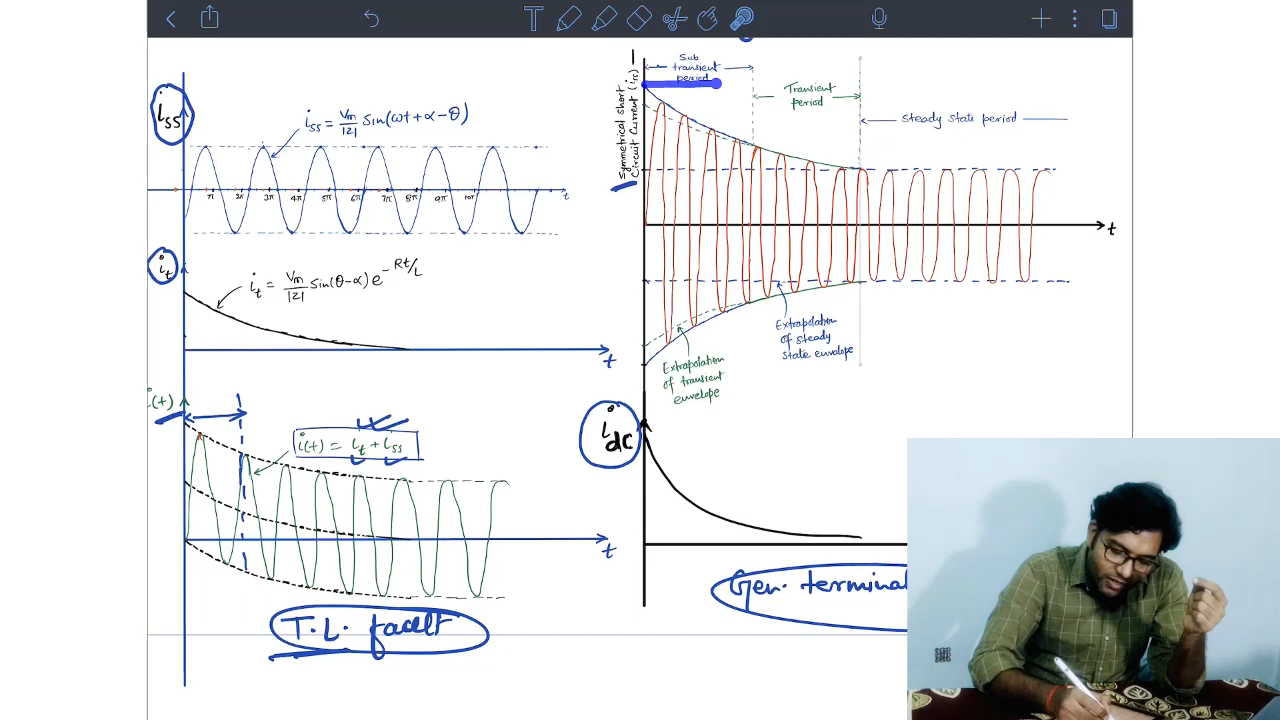 T
i_ss
i_ss = Vm/|z| sin(ωt + α - θ)
π 2π 3π 4π 5π 6π 7π 8π 9π 10π
t
i_t
i_t = Vm/|z| sin(θ-α) e^-Rt/L
t
i(t)
i(t) = i_t + i_ss
t
T.L. fault
Symmetrical short
Circuit Current (i_ss)
Sub
transient
period
Transient
period
Steady state period
t
Extrapolation
of steady
state envelope
Extrapolation
of transient
envelope
i_dc
Gen. terminal